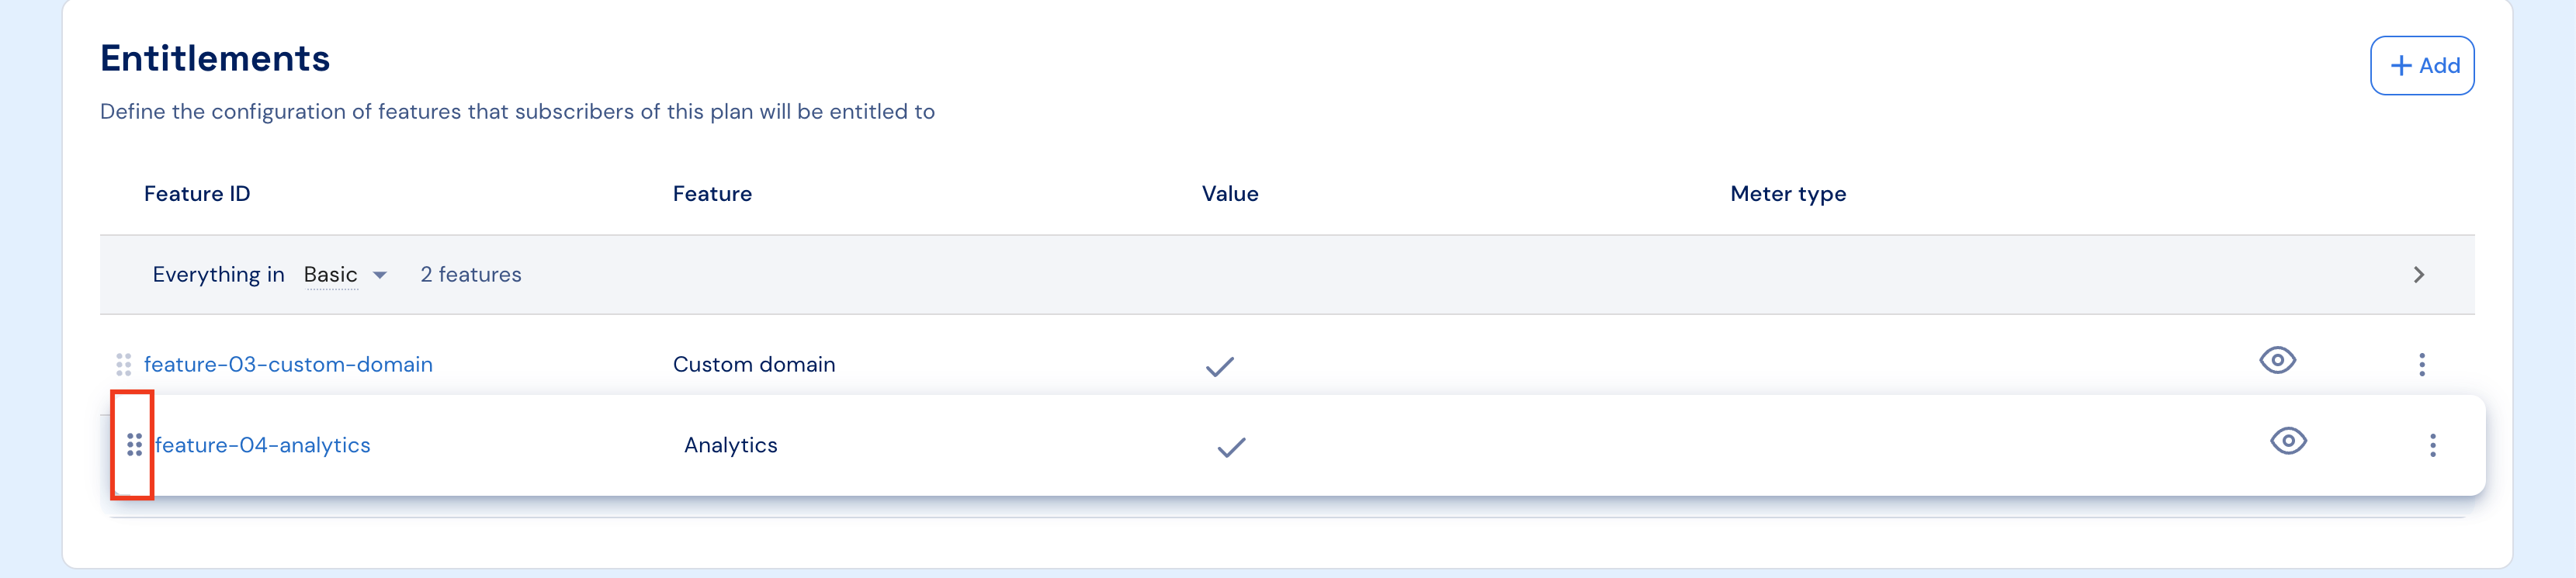 Entitlements
+ Add
Define the configuration of features that subscribers of this plan will be entitled to
Feature ID Feature Value Meter type
Everything in Basic 2 features
feature-03-custom-domain Custom domain
feature-04-analytics Analytics